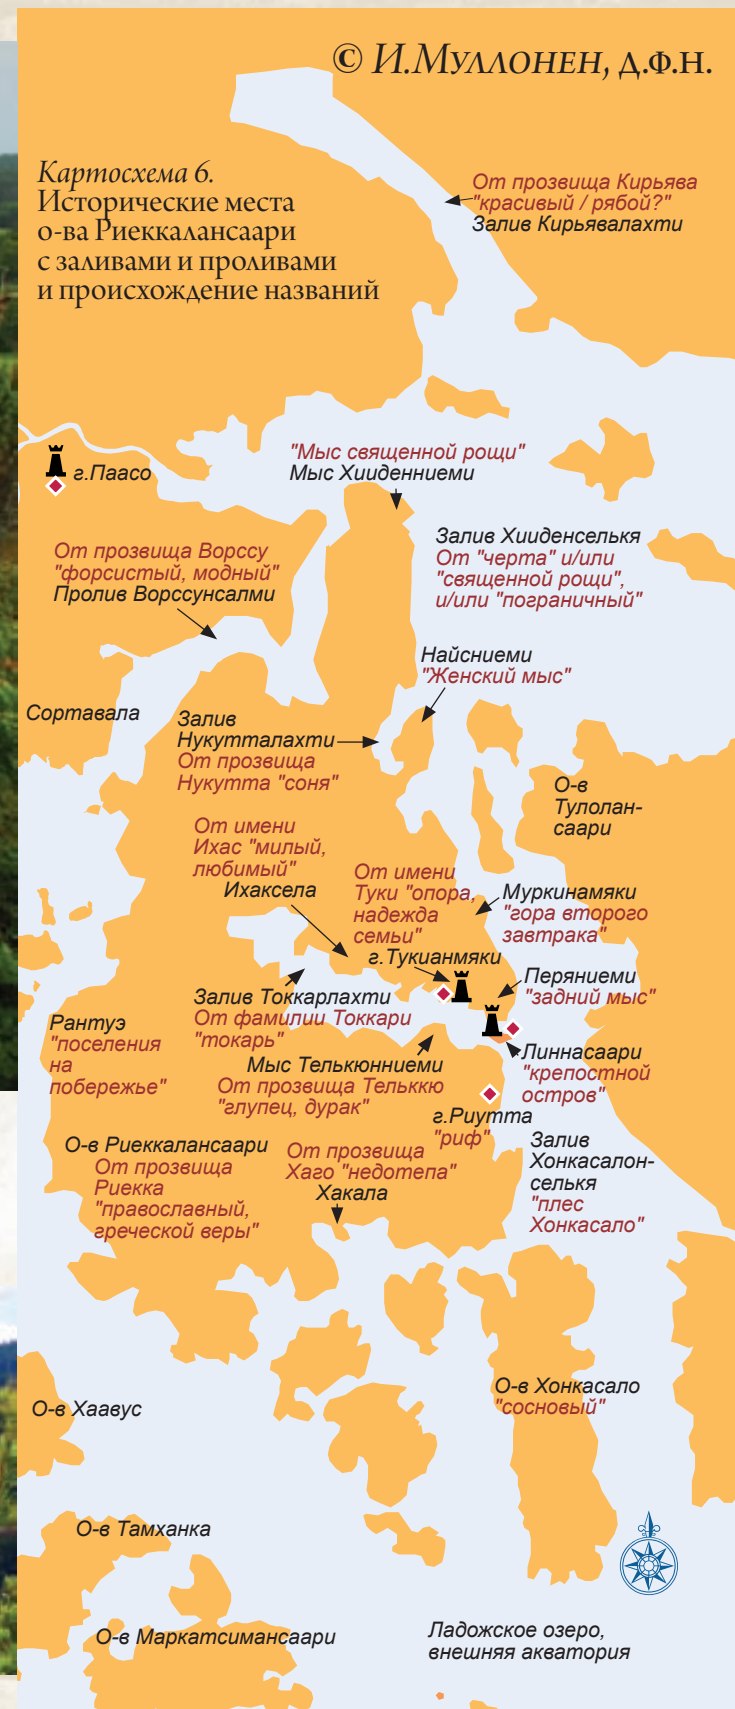 © И.Муллонен, д.ф.н.
Картосхема 6.
Исторические места
о-ва Риеккалансаари
с заливами и проливами
и происхождение названий
От прозвища Кирьява
"красивый / рябой?"
Залив Кирьявалахти
"Мыс священной рощи"
Мыс Хииденниеми
г.Паасо
Залив Хииденселькя
От "черта" и/или
"священной рощи",
и/или "пограничный"
От прозвища Ворссу
"форсистый, модный"
Пролив Ворссунсалми
Найсниеми
"Женский мыс"
Сортавала
Залив
Нукутталахти
От прозвища
Нукутта "соня"
О-в
Тулолан-
саари
От имени
Ихас "милый,
любимый"
Ихаксела
От имени
Туки "опора,
надежда
семьи"
г.Тукианмяки
Муркинамяки
"гора второго
завтрака"
Перяниеми
"задний мыс"
Залив Токкарлахти
От фамилии Токкари
"токарь"
Рантуэ
"поселения
на
побережье"
Линнасаари
"крепостной
остров"
Мыс Телькюнниеми
От прозвища Тельккю
"глупец, дурак"
г.Риутта
"риф"
Залив
Хонкасалон-
селькя
"плес
Хонкасало"
О-в Риеккалансаари
От прозвища
Риекка
"православный,
греческой веры"
От прозвища
Хаго "недотепа"
Хакала
О-в Хонкасало
"сосновый"
О-в Хаавус
О-в Тамханка
О-в Маркатсимансаари
Ладожское озеро,
внешняя акватория